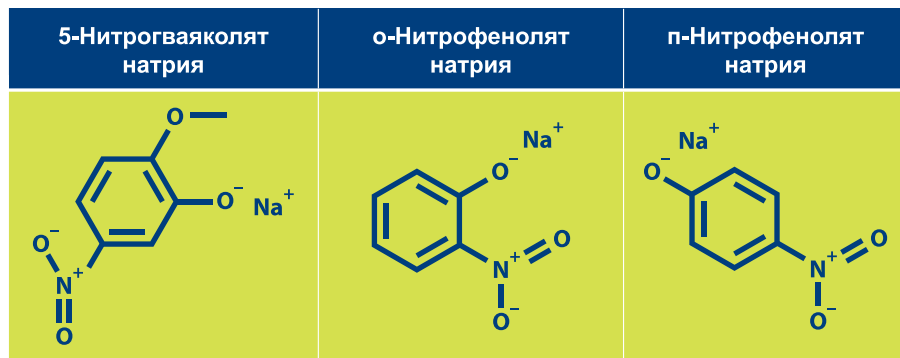 5-Нитрогваяколят
натрия
о-Нитрофенолят
натрия
п-Нитрофенолят
натрия
O
O⁻ Na⁺
O⁻
N⁺
O
Na⁺
O⁻
N⁺ O
O⁻
Na⁺
O⁻
N⁺ O
O⁻